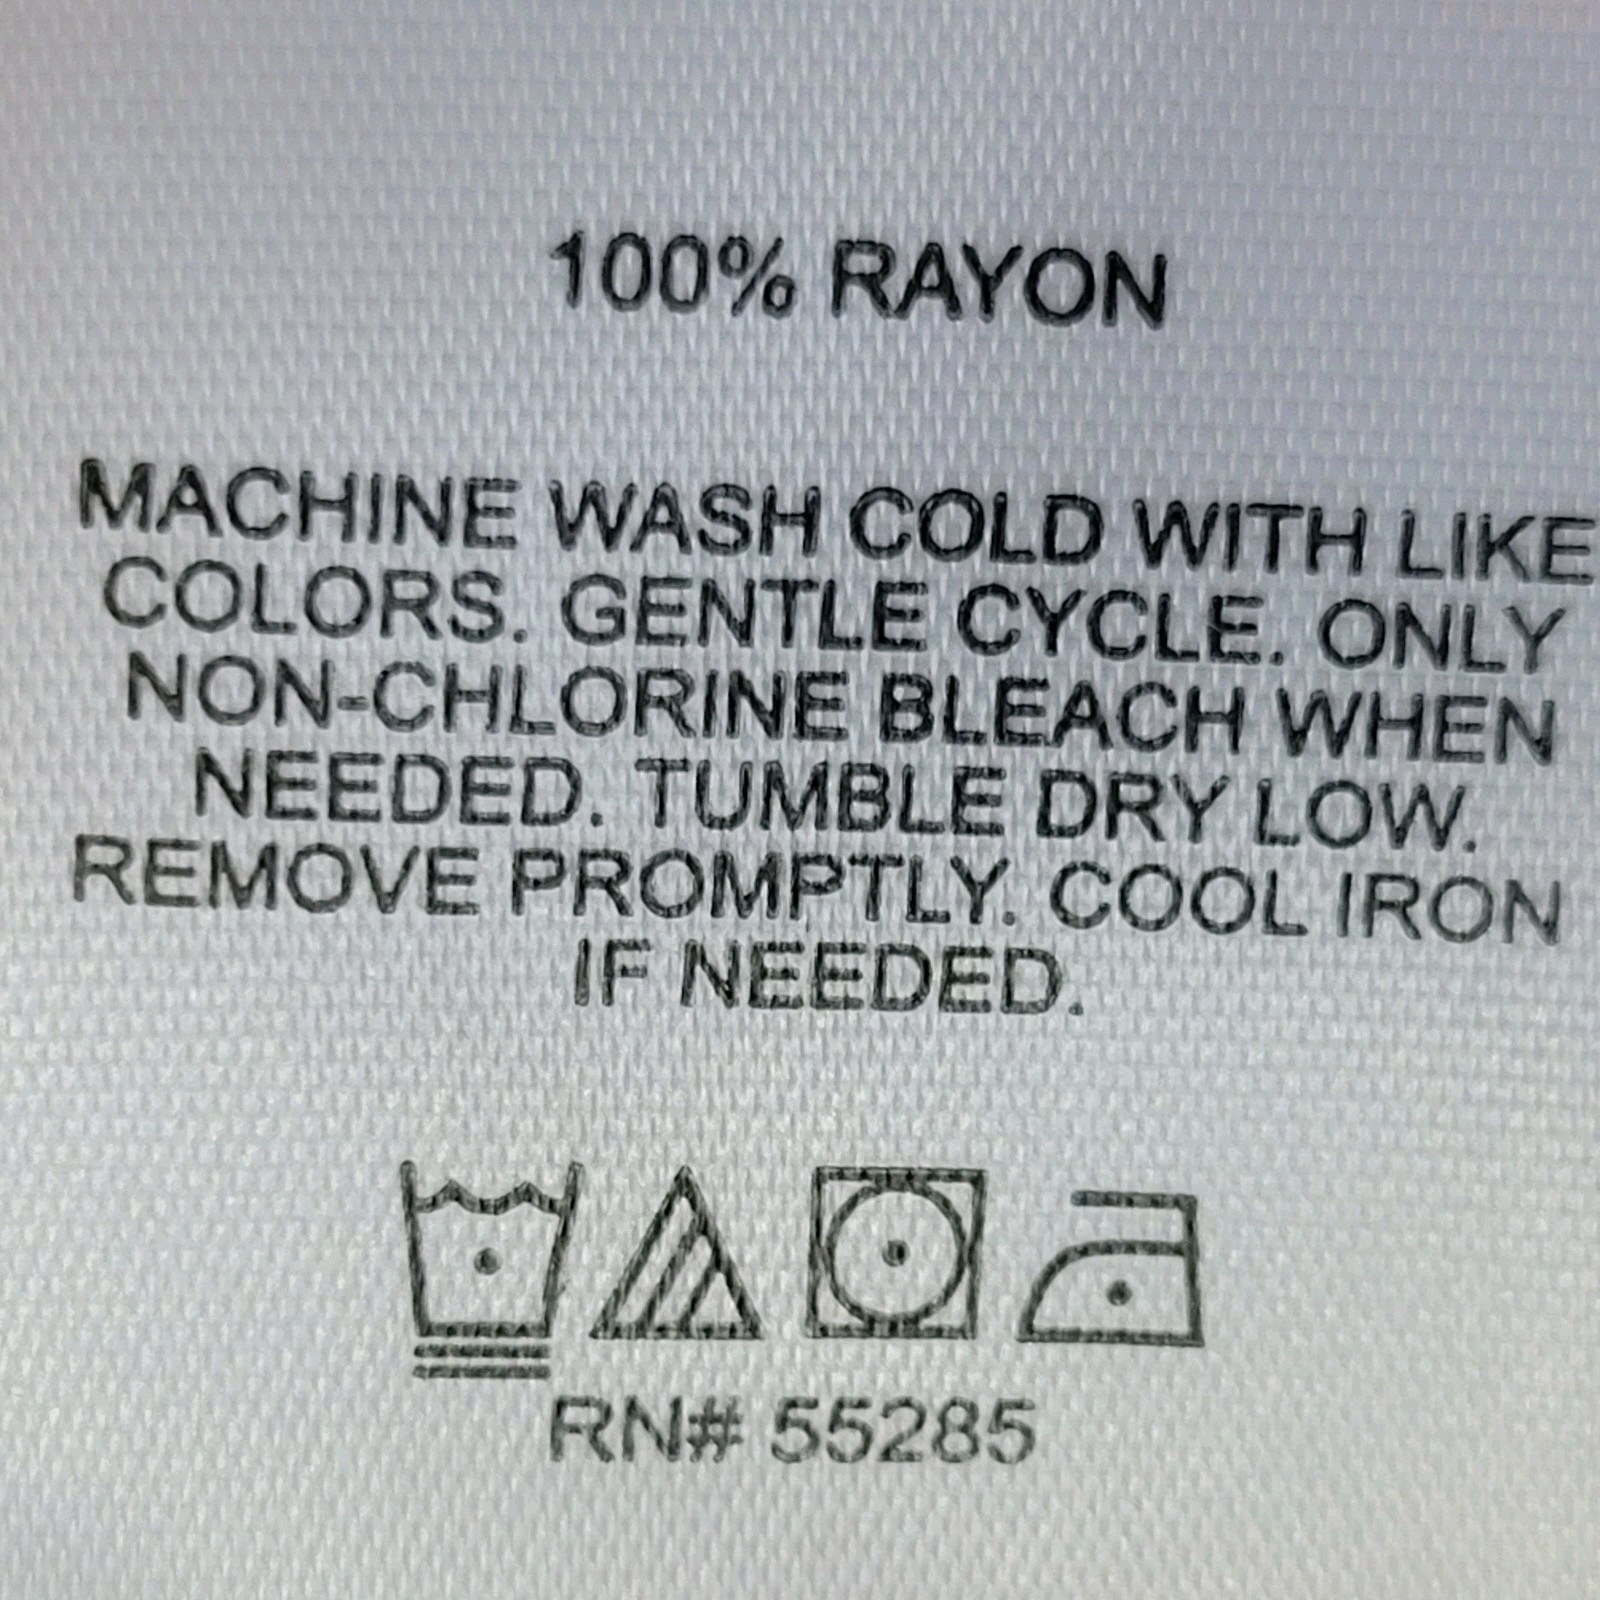 100% RAYON
MACHINE WASH COLD WITH LIKE
COLORS. GENTLE CYCLE. ONLY
NON-CHLORINE BLEACH WHEN
NEEDED. TUMBLE DRY LOW.
REMOVE PROMPTLY. COOL IRON
IF NEEDED.
RN# 55285